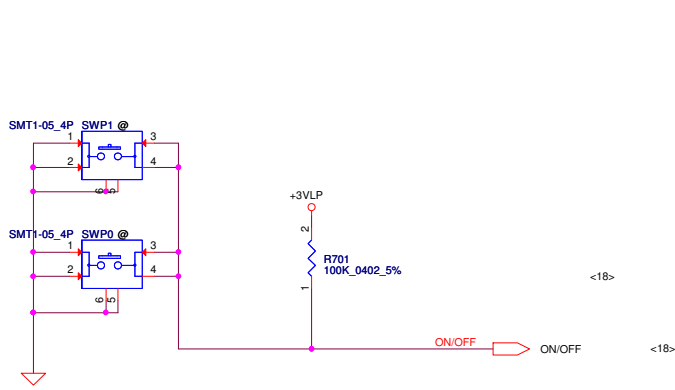 SMT1-05_4P SWP1 @
1 3
2 4
6 5
SMT1-05_4P SWP0 @
1 3
2 4
6 5
+3VLP
2
R701
100K_0402_5%
1
<18>
ON/OFF
ON/OFF <18>